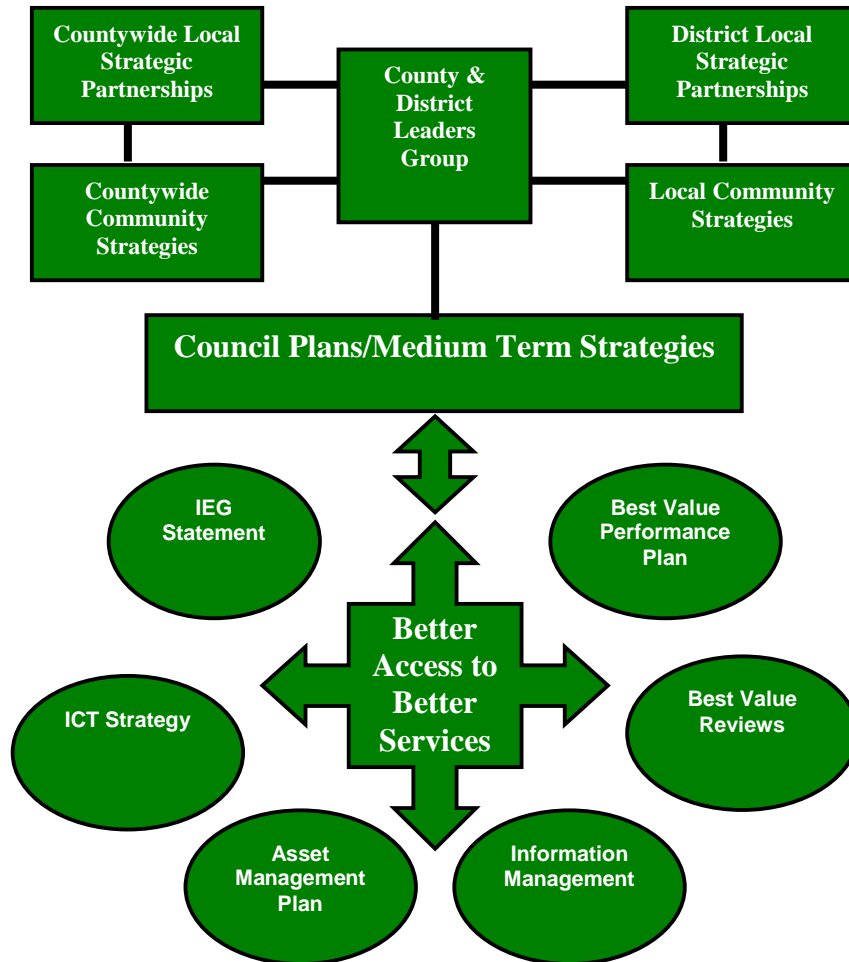 Countywide Local
Strategic
Partnerships
County &
District
Leaders
Group
District Local
Strategic
Partnerships
Countywide
Community
Strategies
Local Community
Strategies
Council Plans/Medium Term Strategies
IEG
Statement
Best Value
Performance
Plan
Better
Access to
Better
Services
ICT Strategy
Best Value
Reviews
Asset
Management
Plan
Information
Management